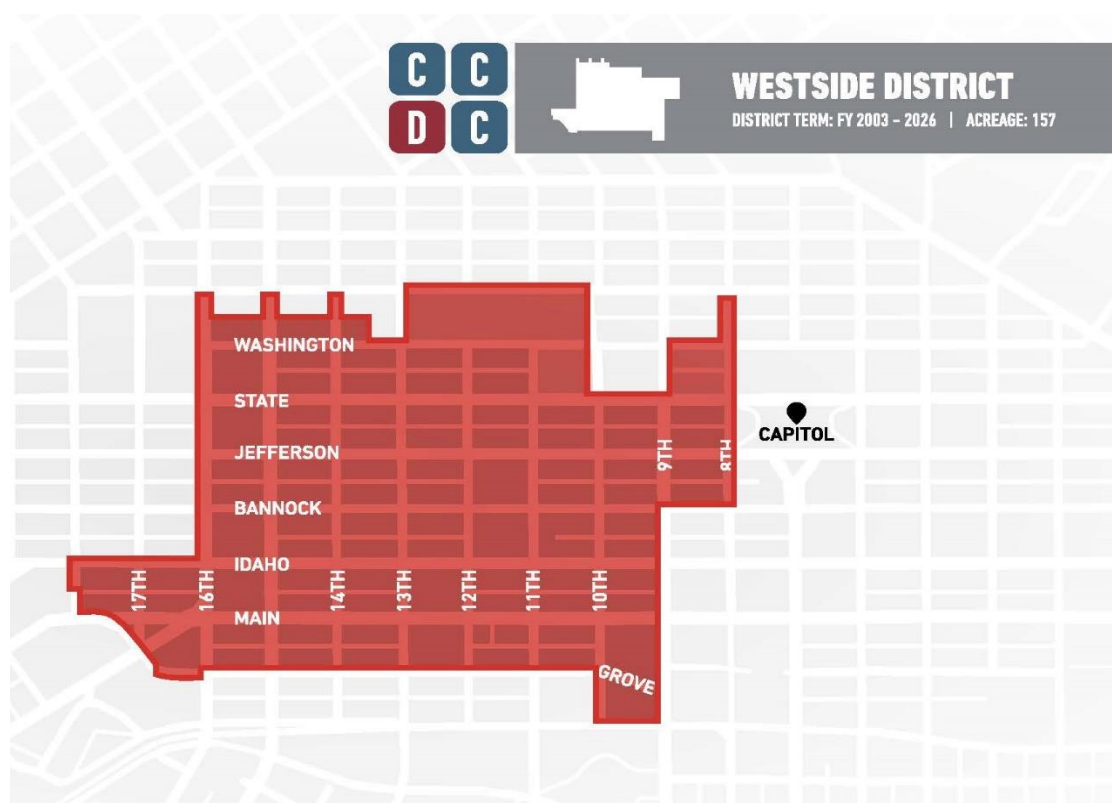 C C
D C
WESTSIDE DISTRICT
DISTRICT TERM: FY 2003 – 2026 | ACREAGE: 157
WASHINGTON
STATE
JEFFERSON
BANNOCK
IDAHO
MAIN
17TH
16TH
14TH
13TH
12TH
11TH
10TH
9TH
8TH
GROVE
CAPITOL